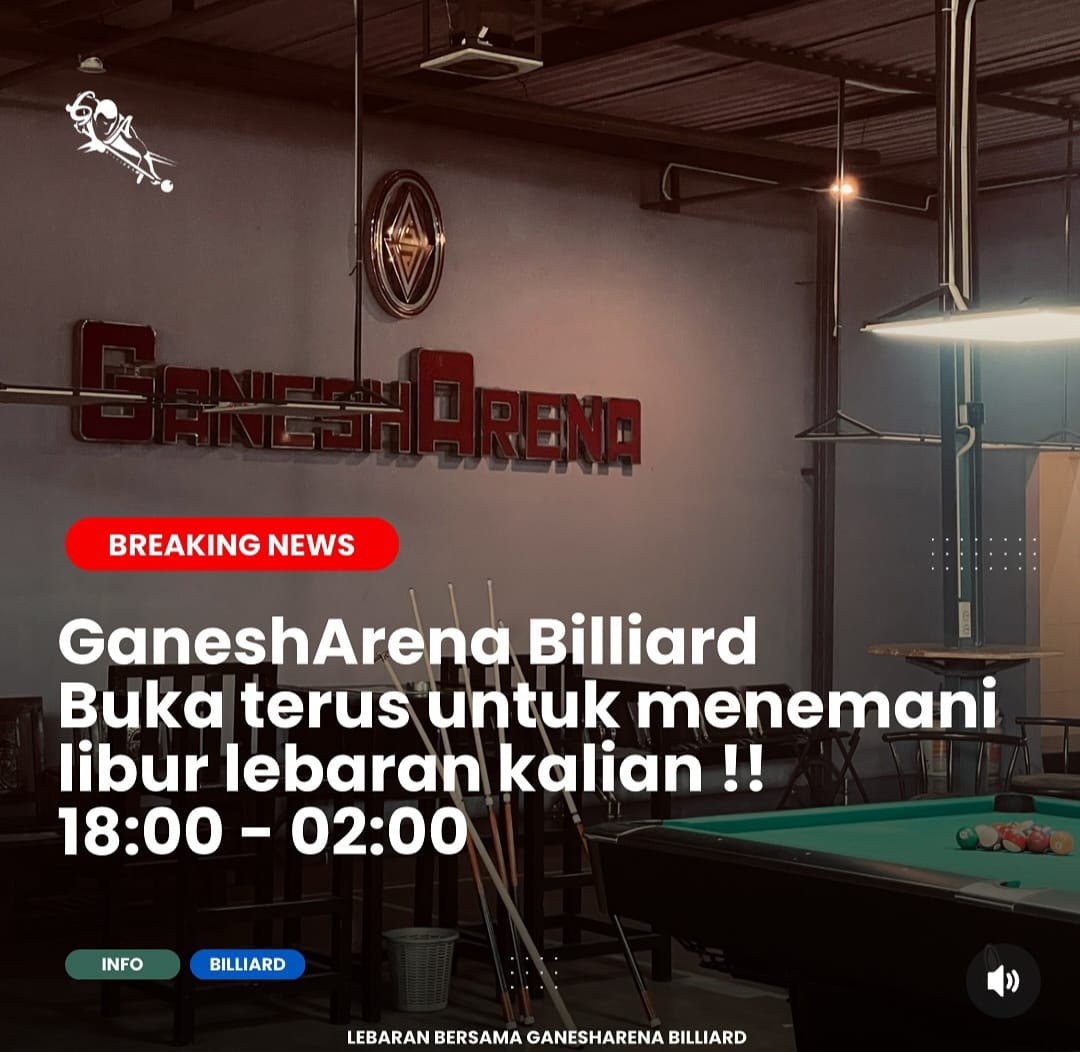 GANESHARENA
BREAKING NEWS
GaneshArena Billiard
Buka terus untuk menemani
libur lebaran kalian !!
18:00 – 02:00
INFO
BILLIARD
LEBARAN BERSAMA GANESHARENA BILLIARD